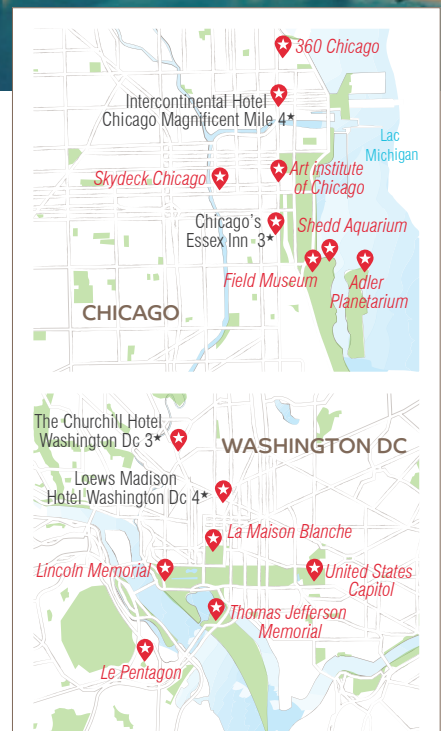 360 Chicago
Intercontinental Hotel
Chicago Magnificent Mile 4★
Lac
Michigan
Skydeck Chicago
Art institute
of Chicago
Chicago's
Essex Inn 3★
Shedd Aquarium
Field Museum
Adler
Planetarium
CHICAGO
The Churchill Hotel
Washington Dc 3★
WASHINGTON DC
Loews Madison
Hotel Washington Dc 4★
La Maison Blanche
Lincoln Memorial
United States
Capitol
Thomas Jefferson
Memorial
Le Pentagon